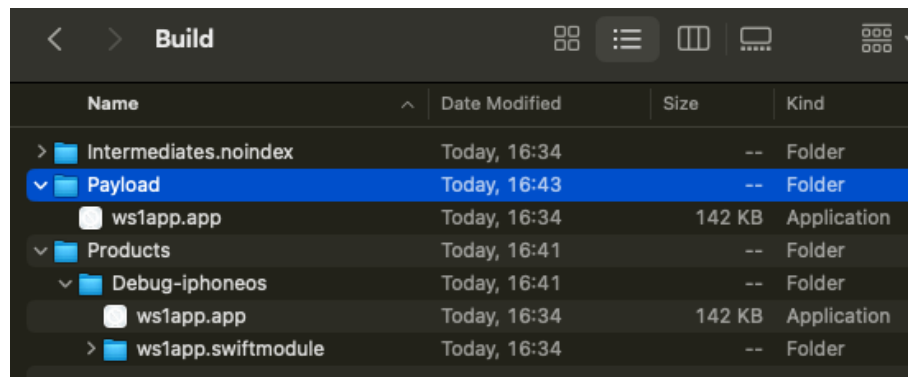 Build
Name Date Modified Size Kind
Intermediates.noindex Today, 16:34 -- Folder
Payload Today, 16:43 -- Folder
ws1app.app Today, 16:34 142 KB Application
Products Today, 16:41 -- Folder
Debug-iphoneos Today, 16:41 -- Folder
ws1app.app Today, 16:34 142 KB Application
ws1app.swiftmodule Today, 16:34 -- Folder